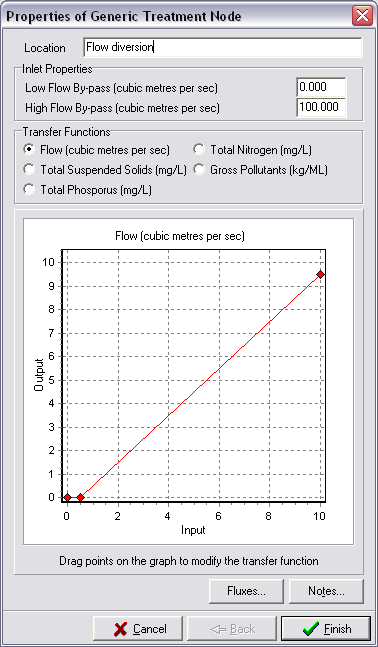 Properties of Generic Treatment Node
Location Flow diversion
Inlet Properties
Low Flow By-pass (cubic metres per sec) 0.000
High Flow By-pass (cubic metres per sec) 100.000
Transfer Functions
Flow (cubic metres per sec) Total Nitrogen (mg/L)
Total Suspended Solids (mg/L) Gross Pollutants (kg/ML)
Total Phosporus (mg/L)
Flow (cubic metres per sec)
10
9
8
7
6
5
4
3
2
1
0
Output
0 2 4 6 8 10
Input
Drag points on the graph to modify the transfer function
Fluxes... Notes...
Cancel Back Finish